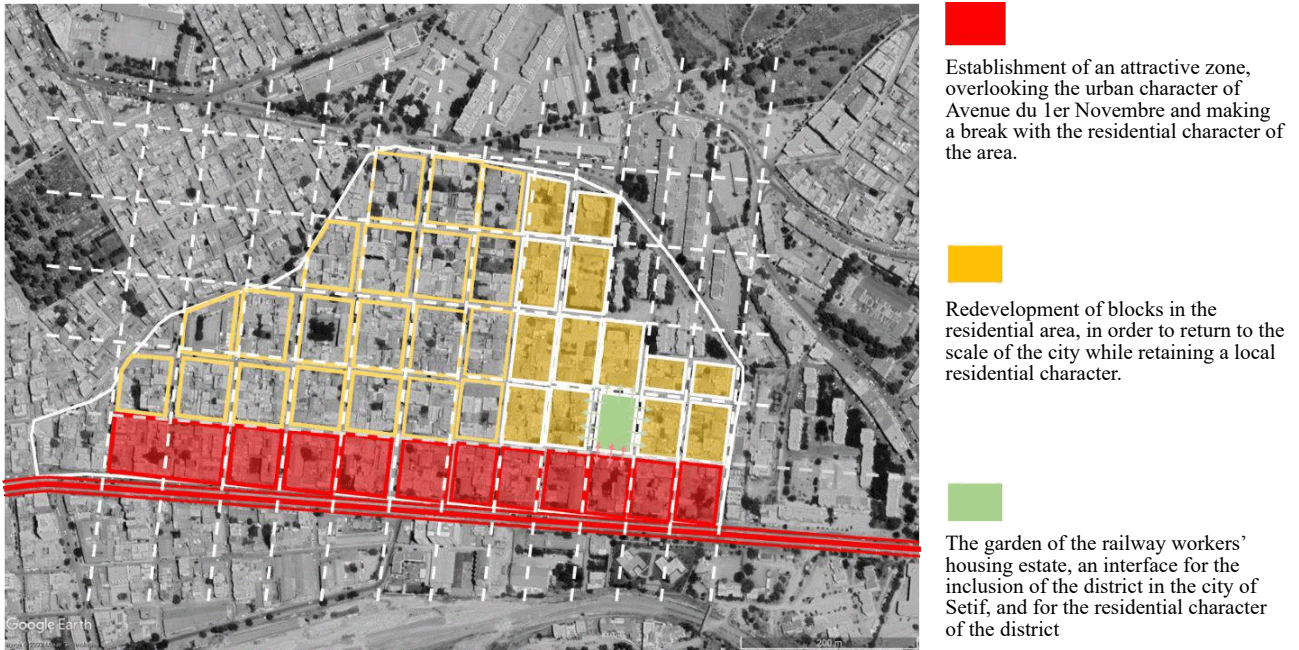 Establishment of an attractive zone,
overlooking the urban character of
Avenue du 1er Novembre and making
a break with the residential character of
the area.
Redevelopment of blocks in the
residential area, in order to return to the
scale of the city while retaining a local
residential character.
The garden of the railway workers’
housing estate, an interface for the
inclusion of the district in the city of
Setif, and for the residential character
of the district
Google Earth
200 m